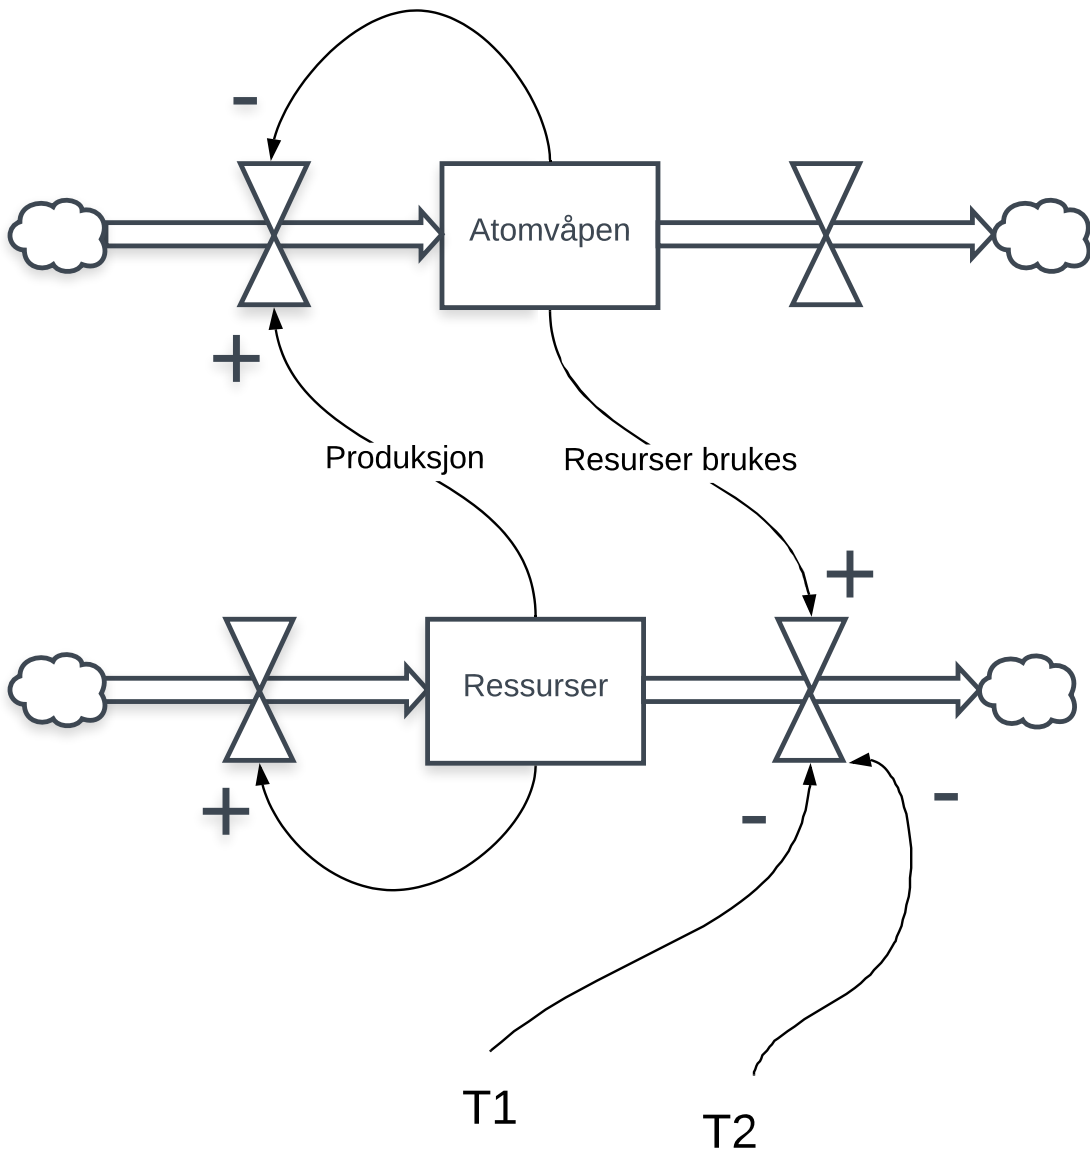 -
Atomvåpen
+
Produksjon
Resurser brukes
+
Ressurser
+
-
-
T1
T2